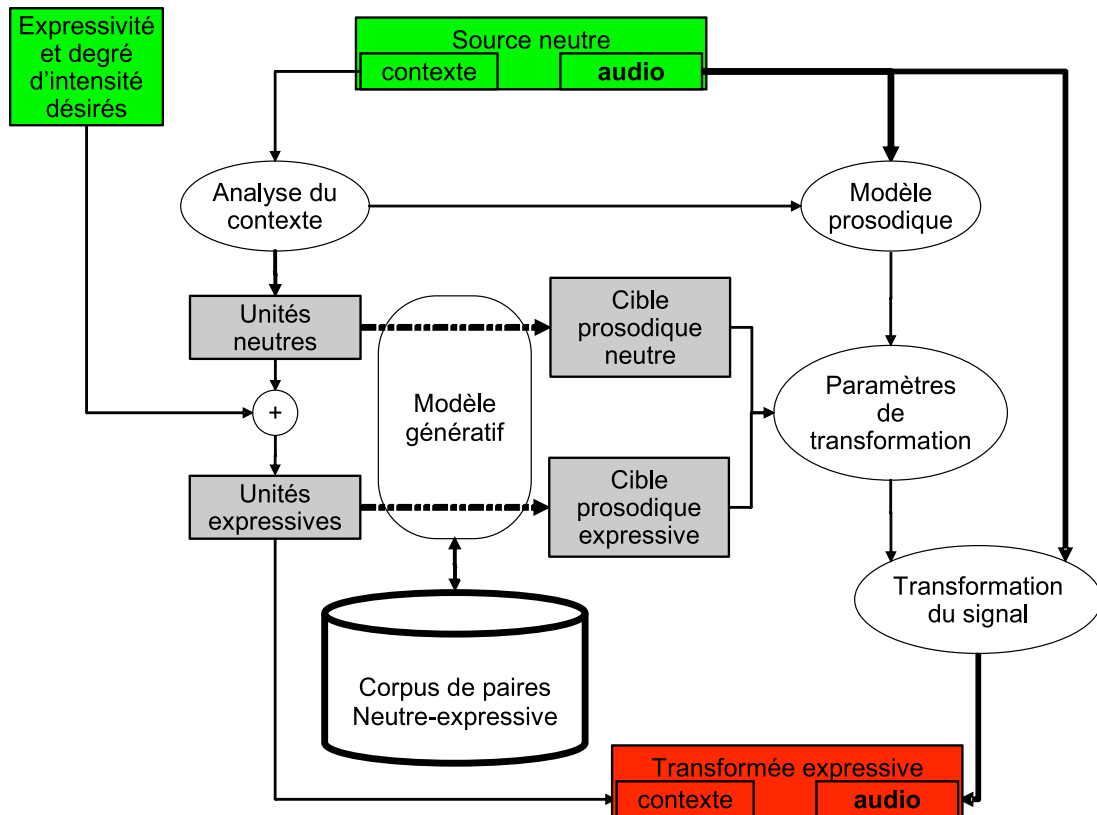 Expressivité
et degré
d'intensité
désirés
Source neutre
contexte
audio
Analyse du
contexte
Modèle
prosodique
Unités
neutres
Cible
prosodique
neutre
+
Modèle
génératif
Paramètres
de
transformation
Unités
expressives
Cible
prosodique
expressive
Transformation
du signal
Corpus de paires
Neutre-expressive
Transformée expressive
contexte
audio